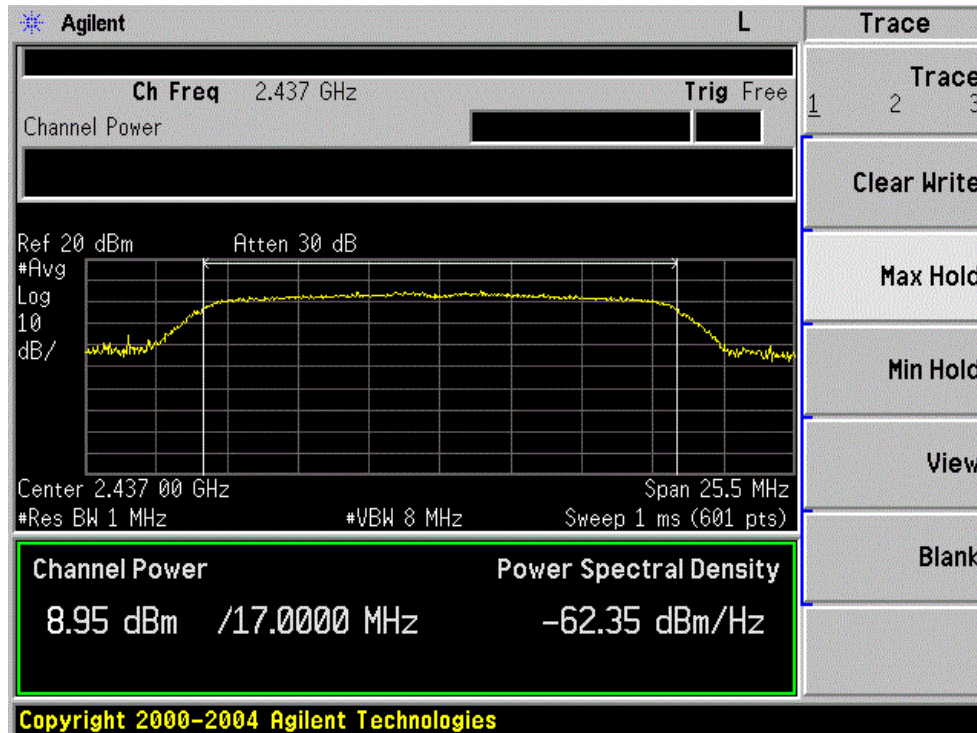 Agilent L Trace
Ch Freq 2.437 GHz Trig Free
Channel Power
Trace
1 2 3
Clear Write
Max Hold
Min Hold
View
Blank
Ref 20 dBm Atten 30 dB
#Avg
Log
10
dB/
Center 2.437 00 GHz Span 25.5 MHz
#Res BW 1 MHz #VBW 8 MHz Sweep 1 ms (601 pts)
Channel Power Power Spectral Density
8.95 dBm /17.0000 MHz -62.35 dBm/Hz
Copyright 2000-2004 Agilent Technologies